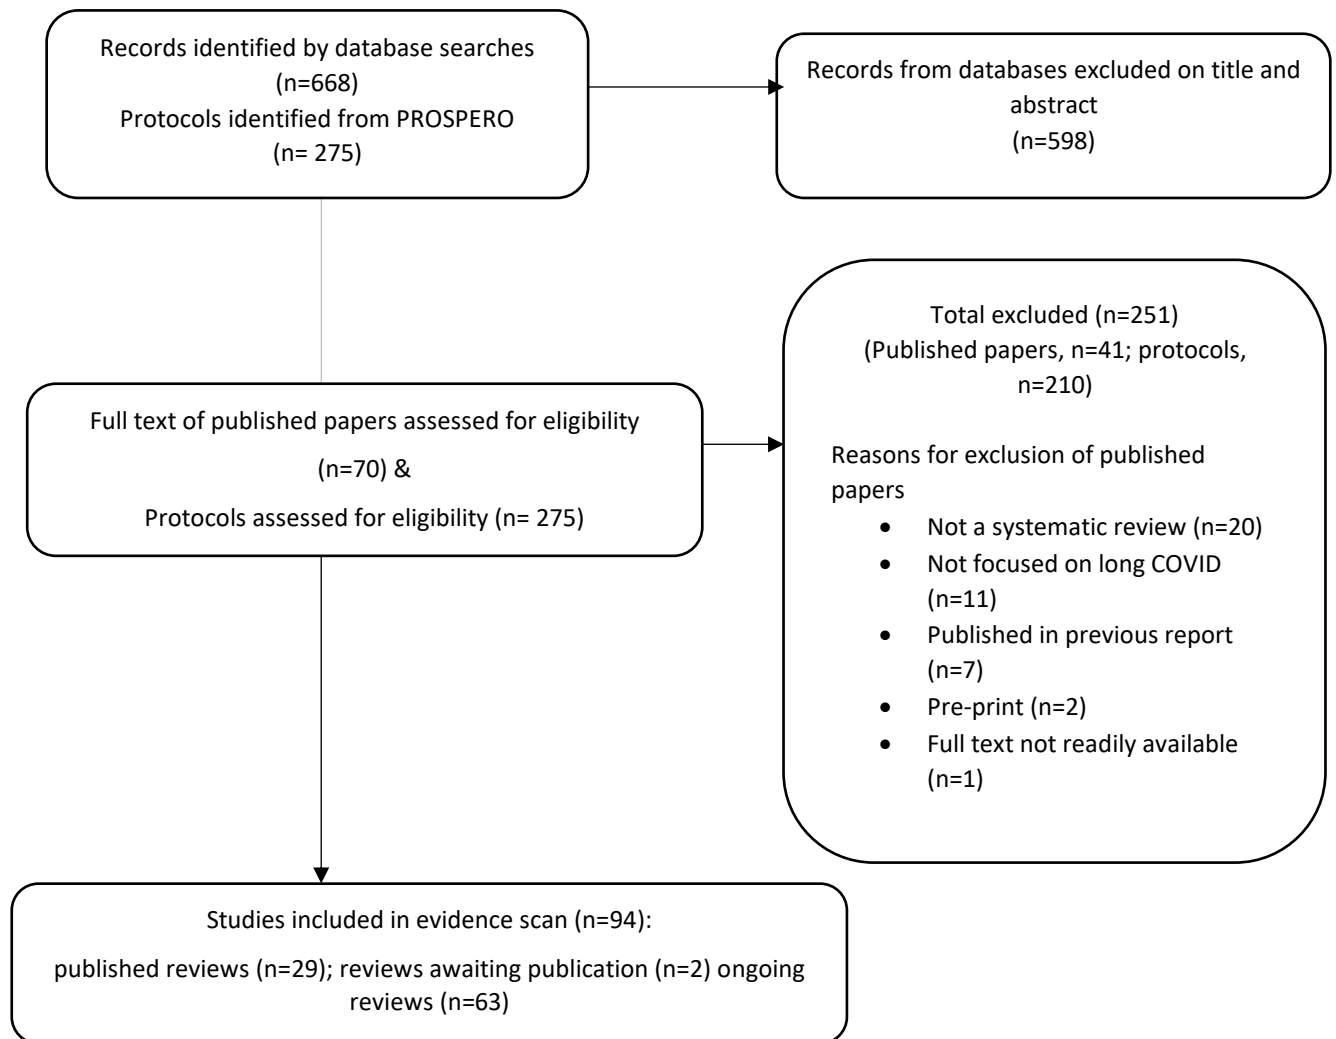 Records identified by database searches
(n=668)
Protocols identified from PROSPERO
(n= 275)
Records from databases excluded on title and
abstract
(n=598)
Total excluded (n=251)
(Published papers, n=41; protocols,
n=210)
Reasons for exclusion of published
papers
• Not a systematic review (n=20)
• Not focused on long COVID
(n=11)
• Published in previous report
(n=7)
• Pre-print (n=2)
• Full text not readily available
(n=1)
Full text of published papers assessed for eligibility
(n=70) &
Protocols assessed for eligibility (n= 275)
Studies included in evidence scan (n=94):
published reviews (n=29); reviews awaiting publication (n=2) ongoing
reviews (n=63)